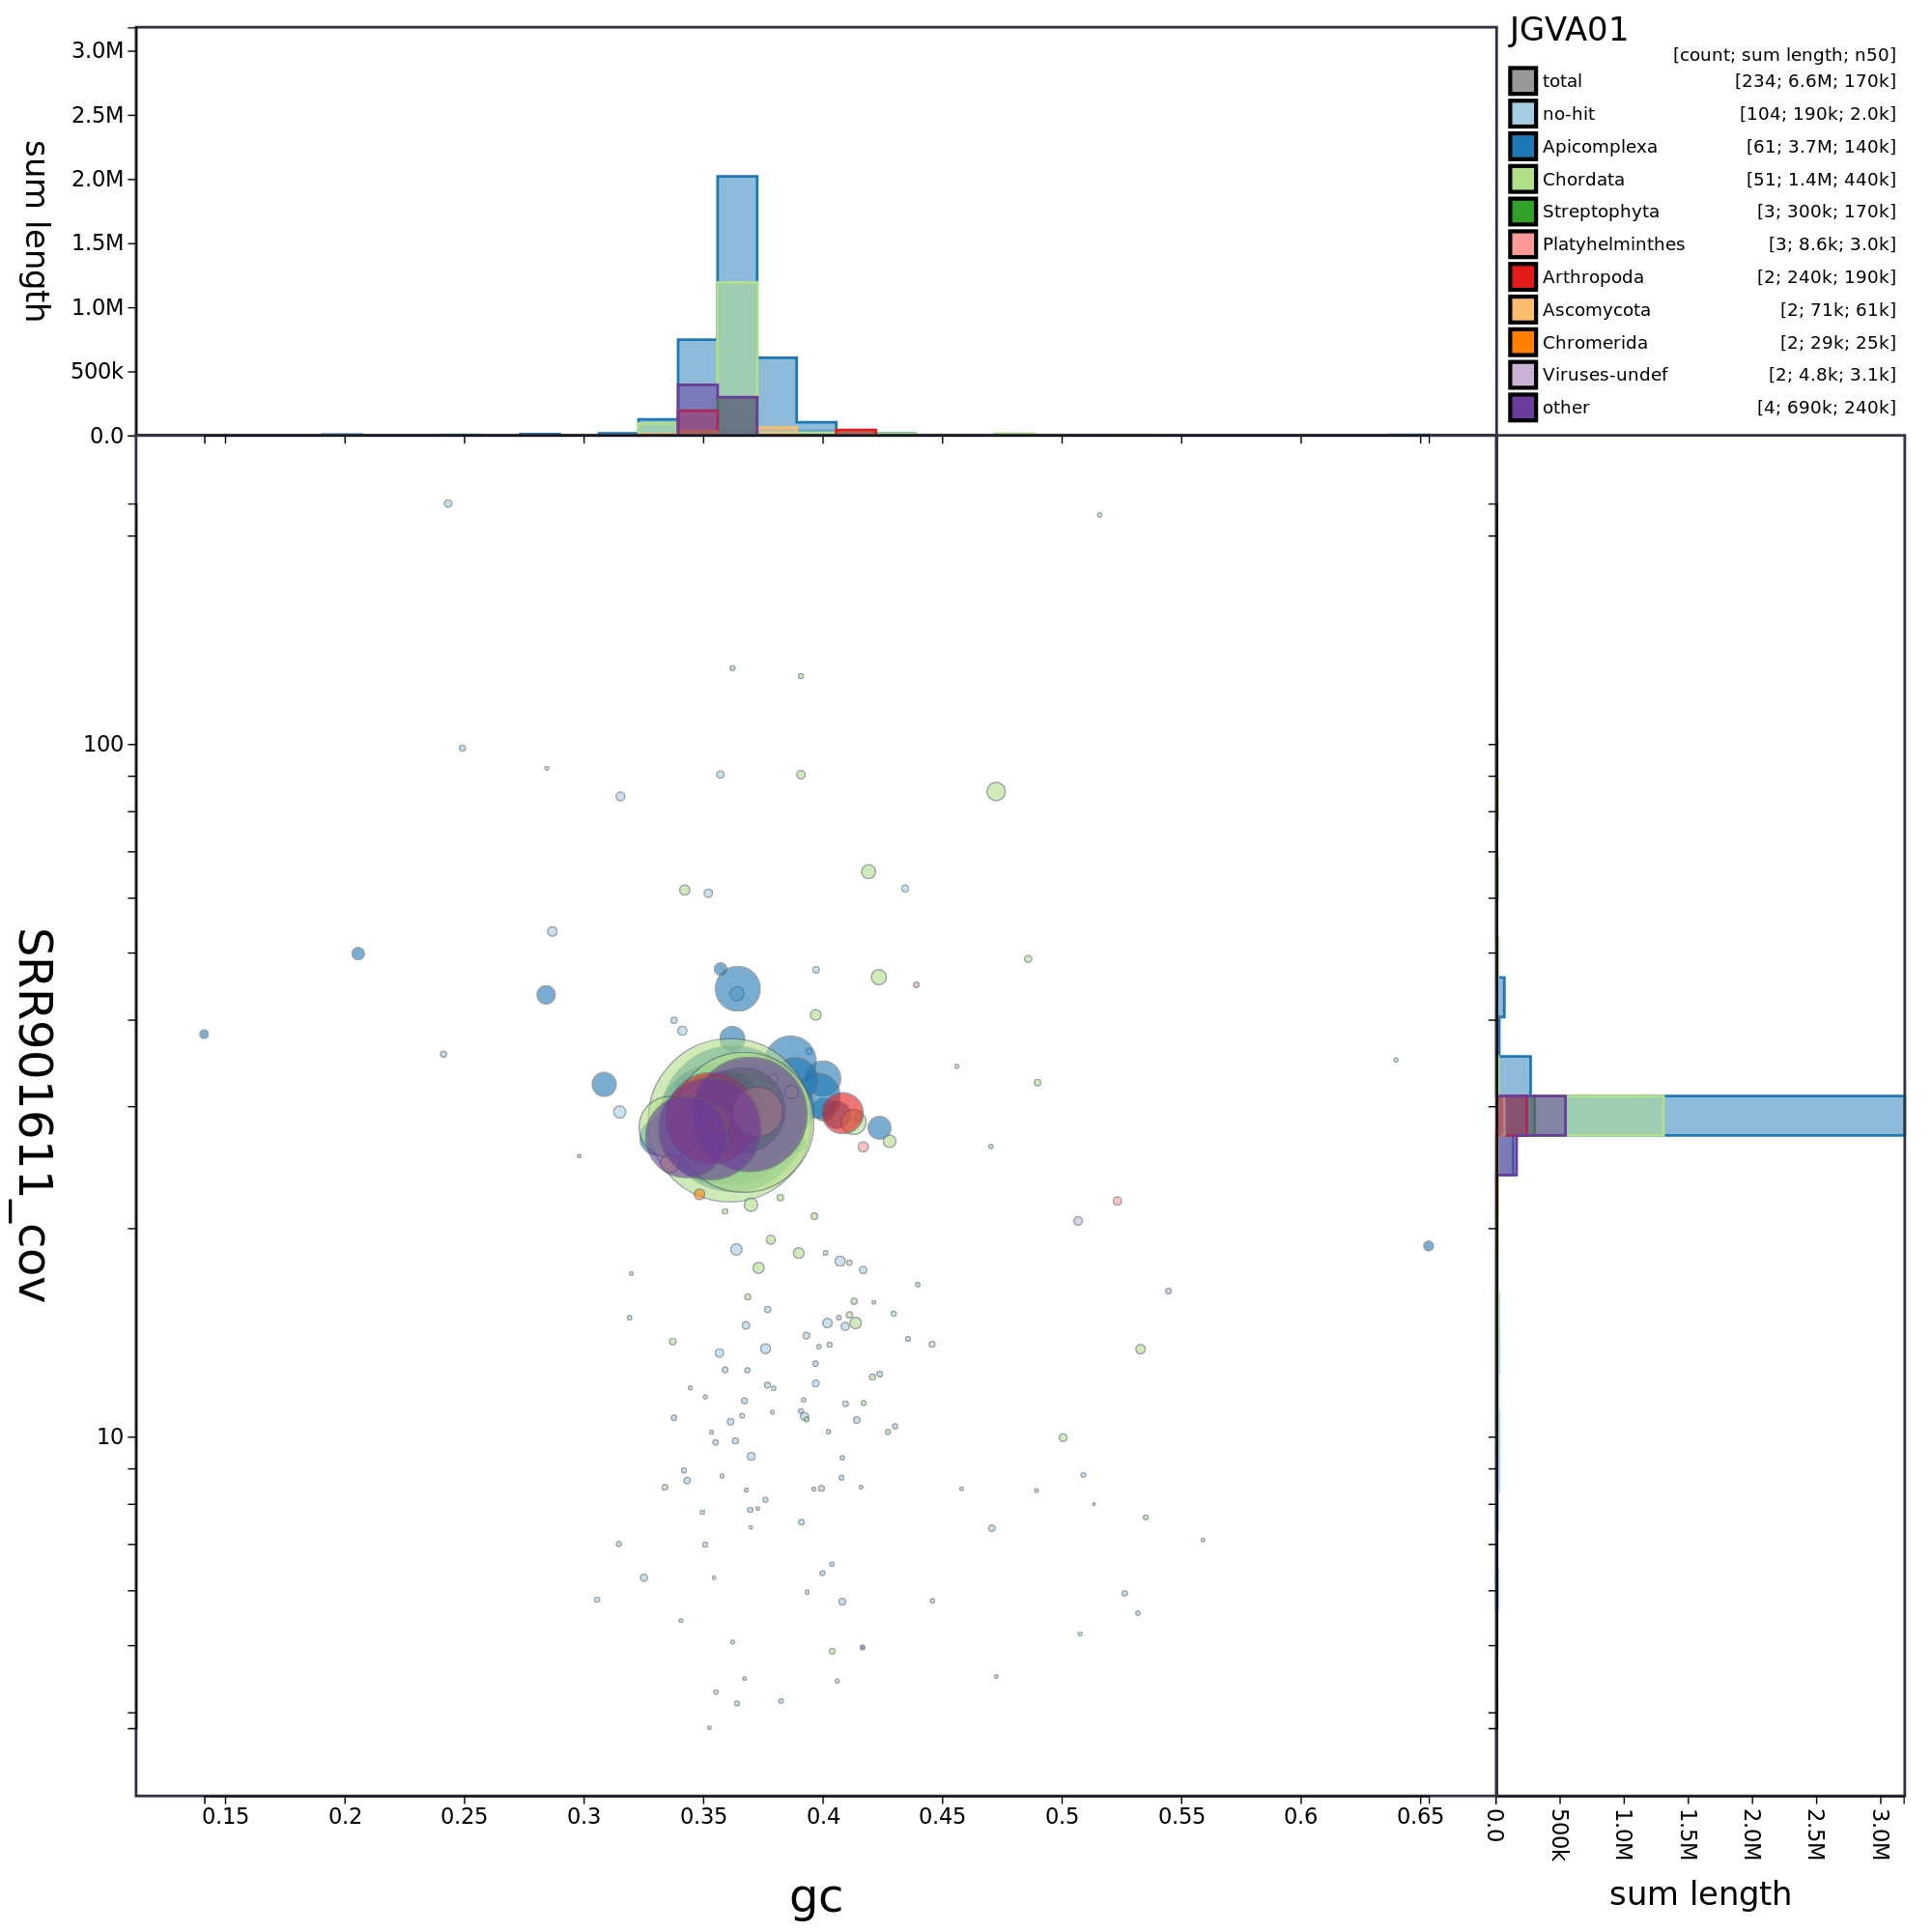 JGVA01
[count; sum length; n50]
total [234; 6.6M; 170k]
no-hit [104; 190k; 2.0k]
Apicomplexa [61; 3.7M; 140k]
Chordata [51; 1.4M; 440k]
Streptophyta [3; 300k; 170k]
Platyhelminthes [3; 8.6k; 3.0k]
Arthropoda [2; 240k; 190k]
Ascomycota [2; 71k; 61k]
Chromerida [2; 29k; 25k]
Viruses-undef [2; 4.8k; 3.1k]
other [4; 690k; 240k]
sum length
3.0M
2.5M
2.0M
1.5M
1.0M
500k
0.0
SRR901611_cov
100
10
0.15 0.2 0.25 0.3 0.35 0.4 0.45 0.5 0.55 0.6 0.65
gc
0.0 500k 1.0M 1.5M 2.0M 2.5M 3.0M
sum length